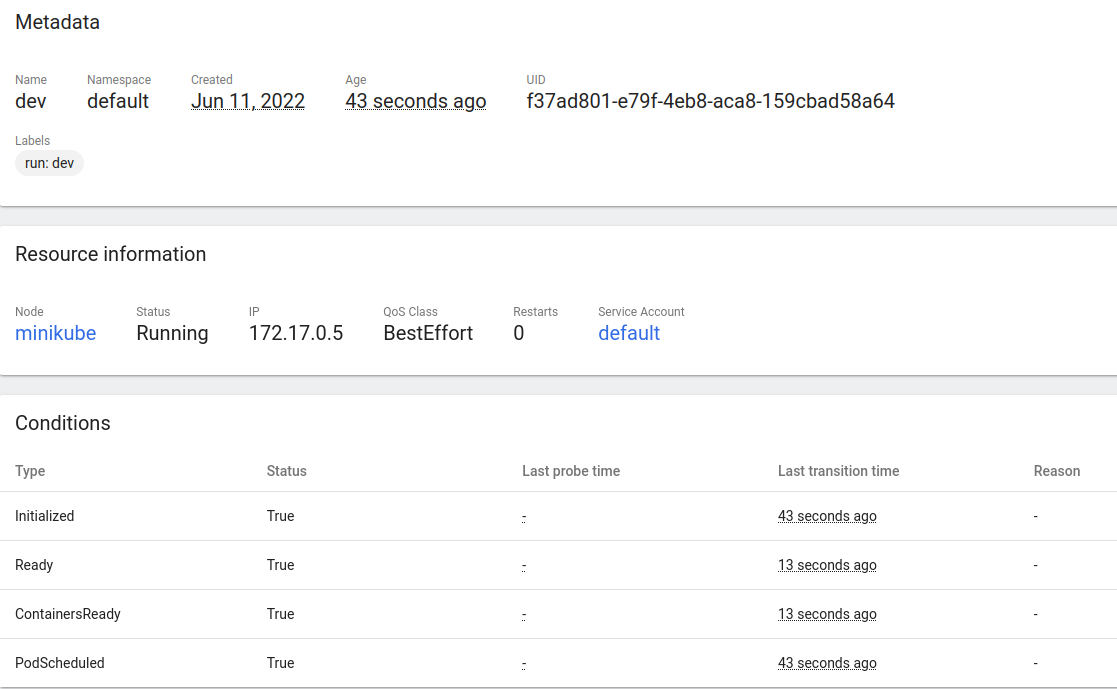 Metadata
Name Namespace Created Age UID
dev default Jun 11, 2022 43 seconds ago f37ad801-e79f-4eb8-aca8-159cbad58a64
Labels
run: dev
Resource information
Node Status IP QoS Class Restarts Service Account
minikube Running 172.17.0.5 BestEffort 0 default
Conditions
Type Status Last probe time Last transition time Reason
Initialized True - 43 seconds ago -
Ready True - 13 seconds ago -
ContainersReady True - 13 seconds ago -
PodScheduled True - 43 seconds ago -